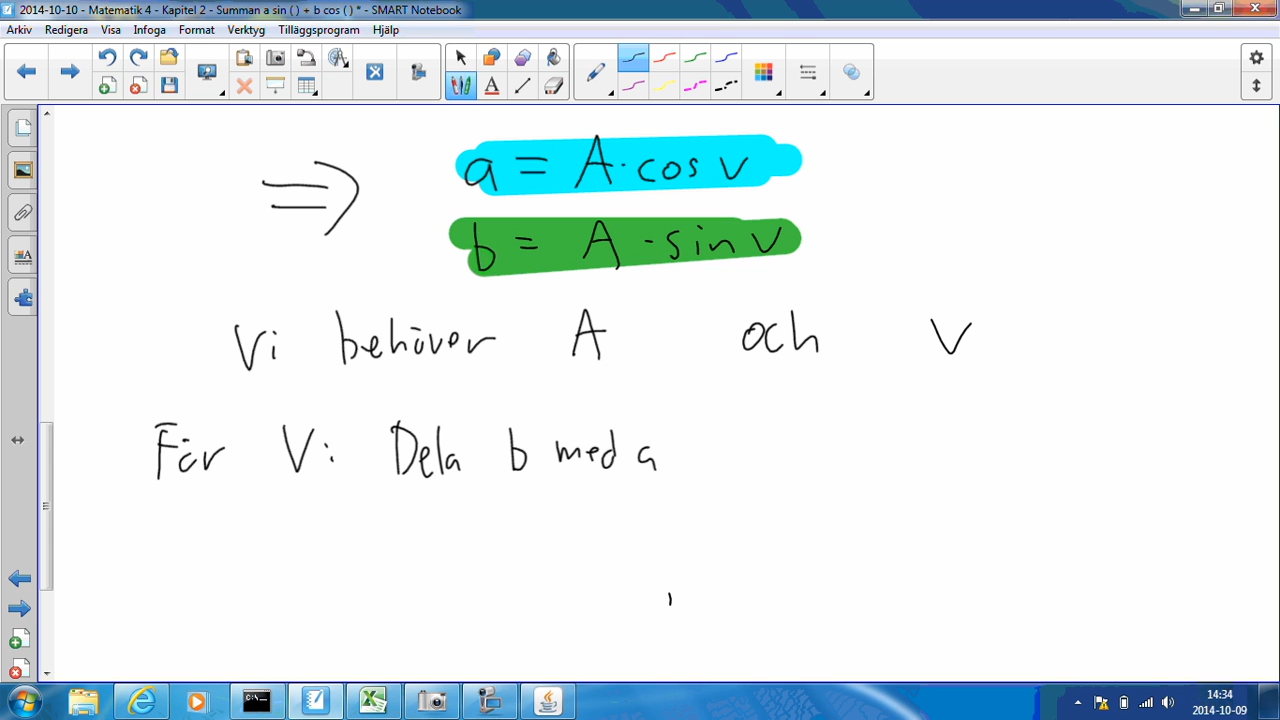 2014-10-10 - Matematik 4 - Kapitel 2 - Summan a sin ( ) + b cos ( ) * - SMART Notebook
Arkiv Redigera Visa Infoga Format Verktyg Tilläggsprogram Hjälp
⇒ a = A · cos v
b = A · sin v
Vi behöver A och v
För V: Dela b med a
14:34
2014-10-09